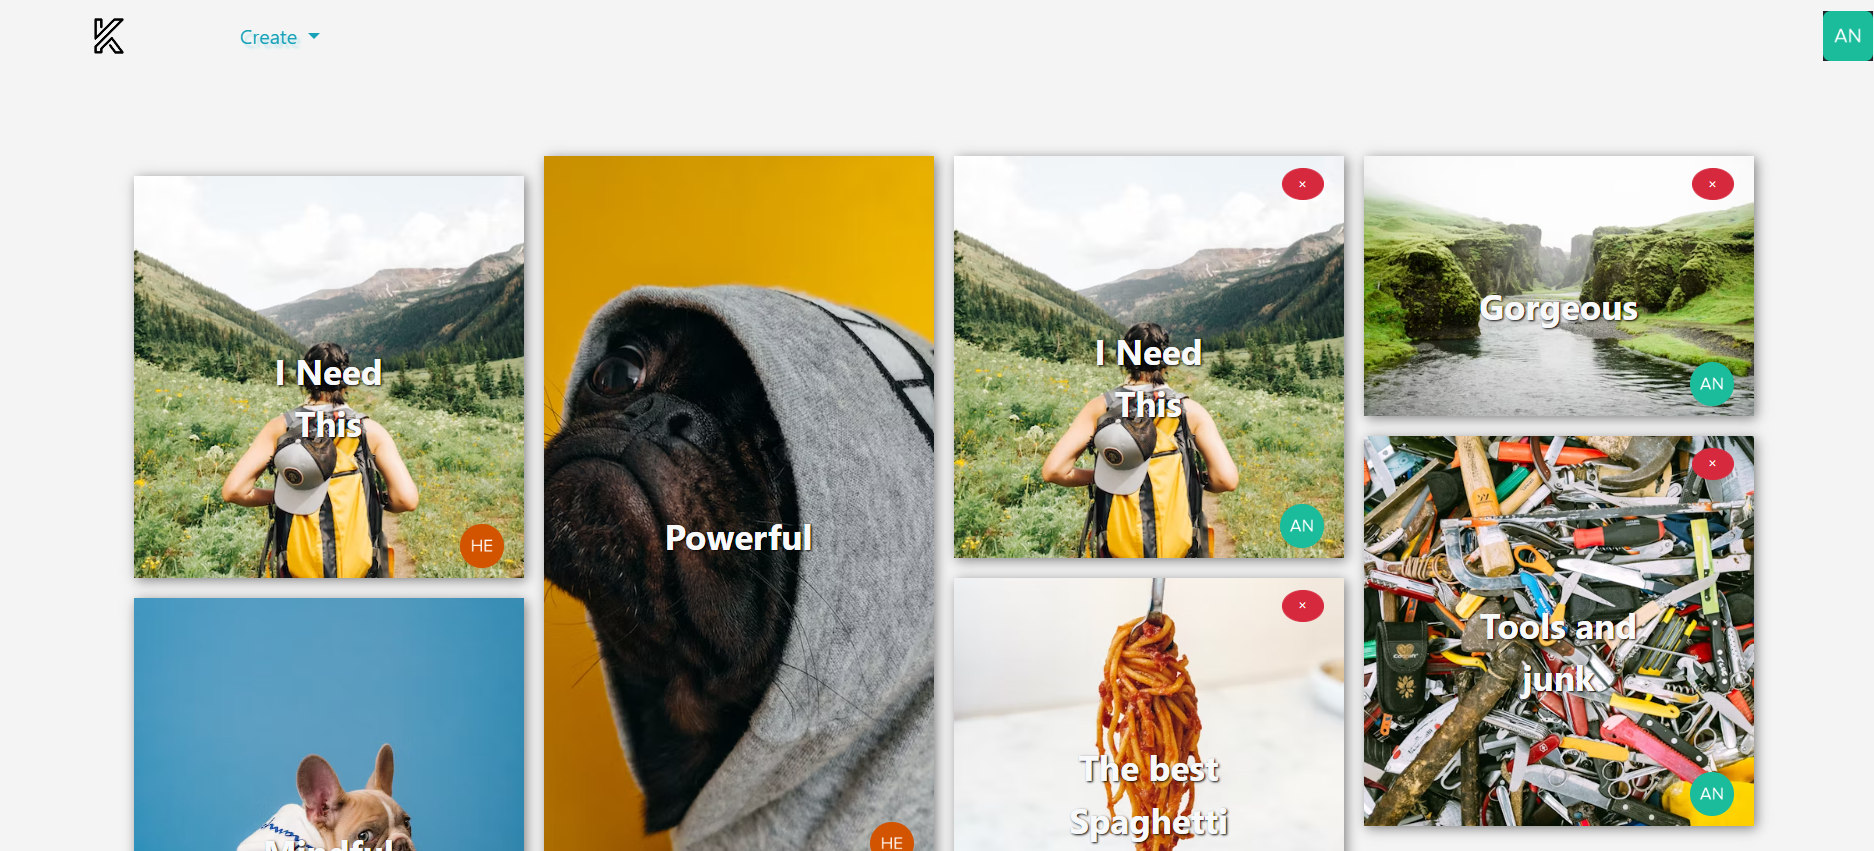 Create
AN
I Need
This
HE
Mindful
Powerful
HE
×
I Need
This
AN
×
The best
Spaghetti
×
Gorgeous
AN
×
Tools and
junk
AN